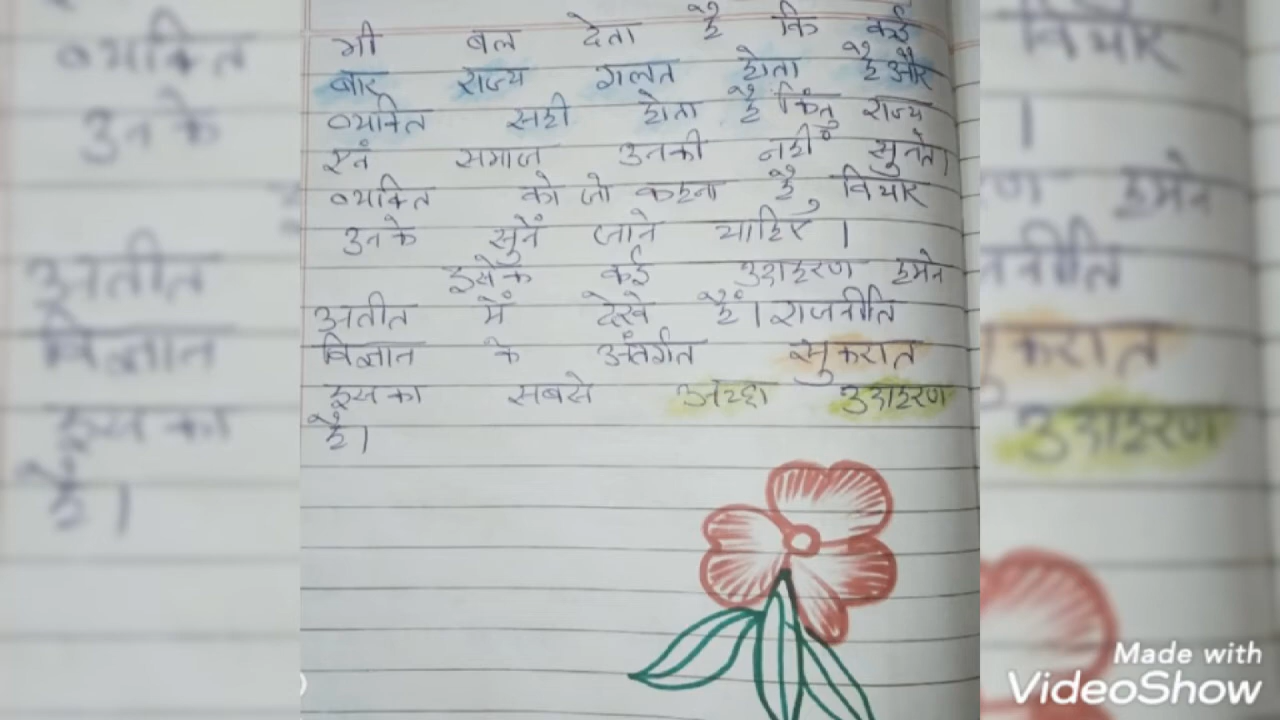 गी बल देता है कि कई
बार राज्य गलत होता है और
व्यक्ति सही होता है किंतु राज्य
एवं समाज उनकी नहीं सुनते।
व्यक्ति को जो कहना है विचार
उनके सुनें जाने चाहिए।
इसके कई उदाहरण हमने
अतीत में देखे हैं। राजनीति
विज्ञान के अंतर्गत सुकरात
इसका सबसे अच्छा उदाहरण
है।
Made with
VideoShow